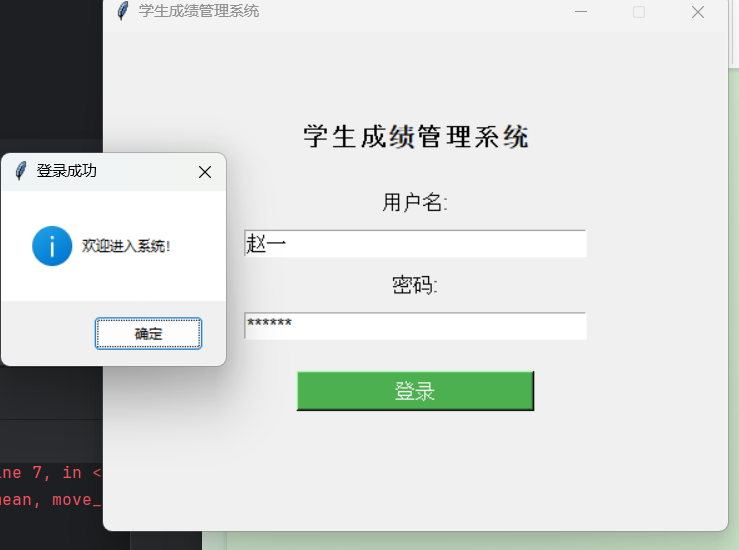 学生成绩管理系统
学生成绩管理系统
用户名:
赵一
密码:
******
登录
登录成功
欢迎进入系统!
确定
ine 7, in <
mean, move_